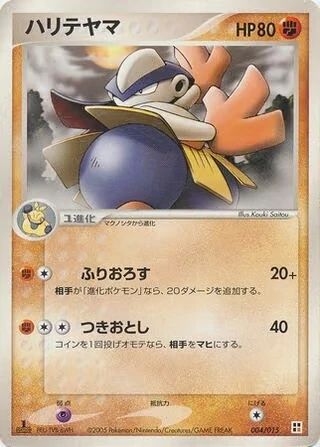 ハリテヤマ HP80
Illus. Kouki Saitou
1進化
マクノシタから進化
ふりおろす 20+
相手が「進化ポケモン」なら、20ダメージを追加する。
つきおとし 40
コインを1回投げオモテなら、相手をマヒにする。
弱点 抵抗力 にげる
©2005 Pokémon/Nintendo/Creatures/GAME FREAK 004/015